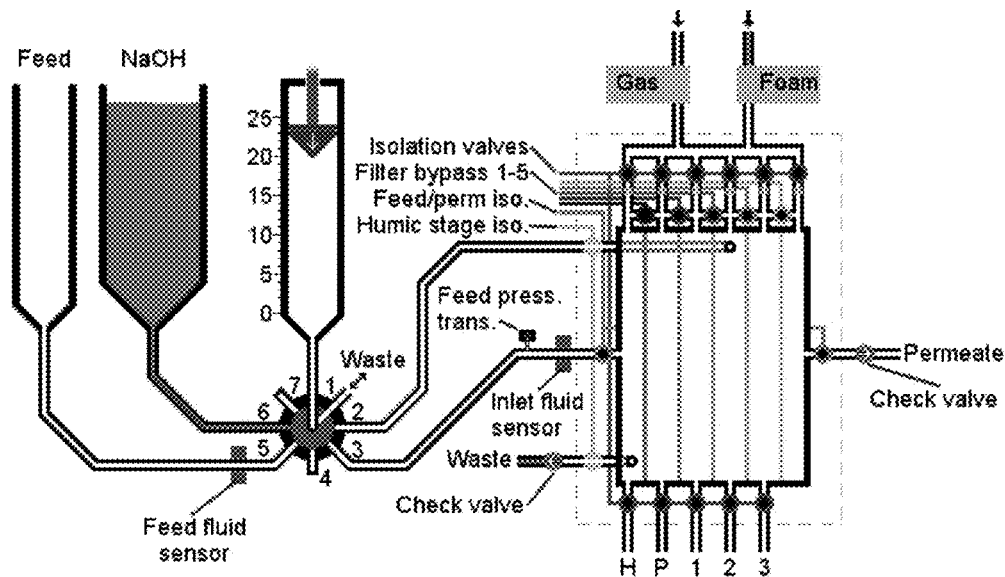 Feed
NaOH
Gas
Foam
25
20
15
10
5
0
Isolation valves
Filter bypass 1-5
Feed/perm iso.
Humic stage iso.
Feed press.
trans.
Waste
7
1
6
2
5
3
4
Inlet fluid
sensor
Permeate
Check valve
Waste
Check valve
Feed fluid
sensor
H
P
1
2
3